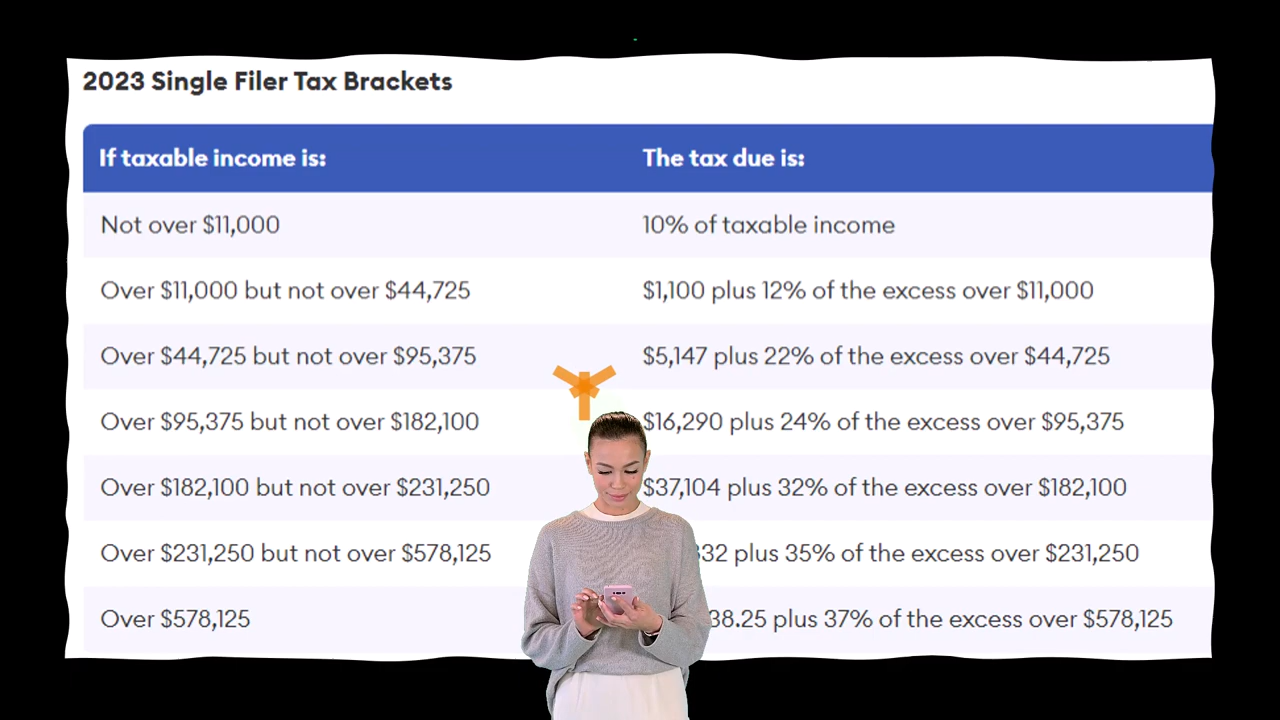 2023 Single Filer Tax Brackets
If taxable income is: The tax due is:
Not over $11,000 10% of taxable income
Over $11,000 but not over $44,725 $1,100 plus 12% of the excess over $11,000
Over $44,725 but not over $95,375 $5,147 plus 22% of the excess over $44,725
Over $95,375 but not over $182,100 $16,290 plus 24% of the excess over $95,375
Over $182,100 but not over $231,250 $37,104 plus 32% of the excess over $182,100
Over $231,250 but not over $578,125 plus 35% of the excess over $231,250
Over $578,125 plus 37% of the excess over $578,125